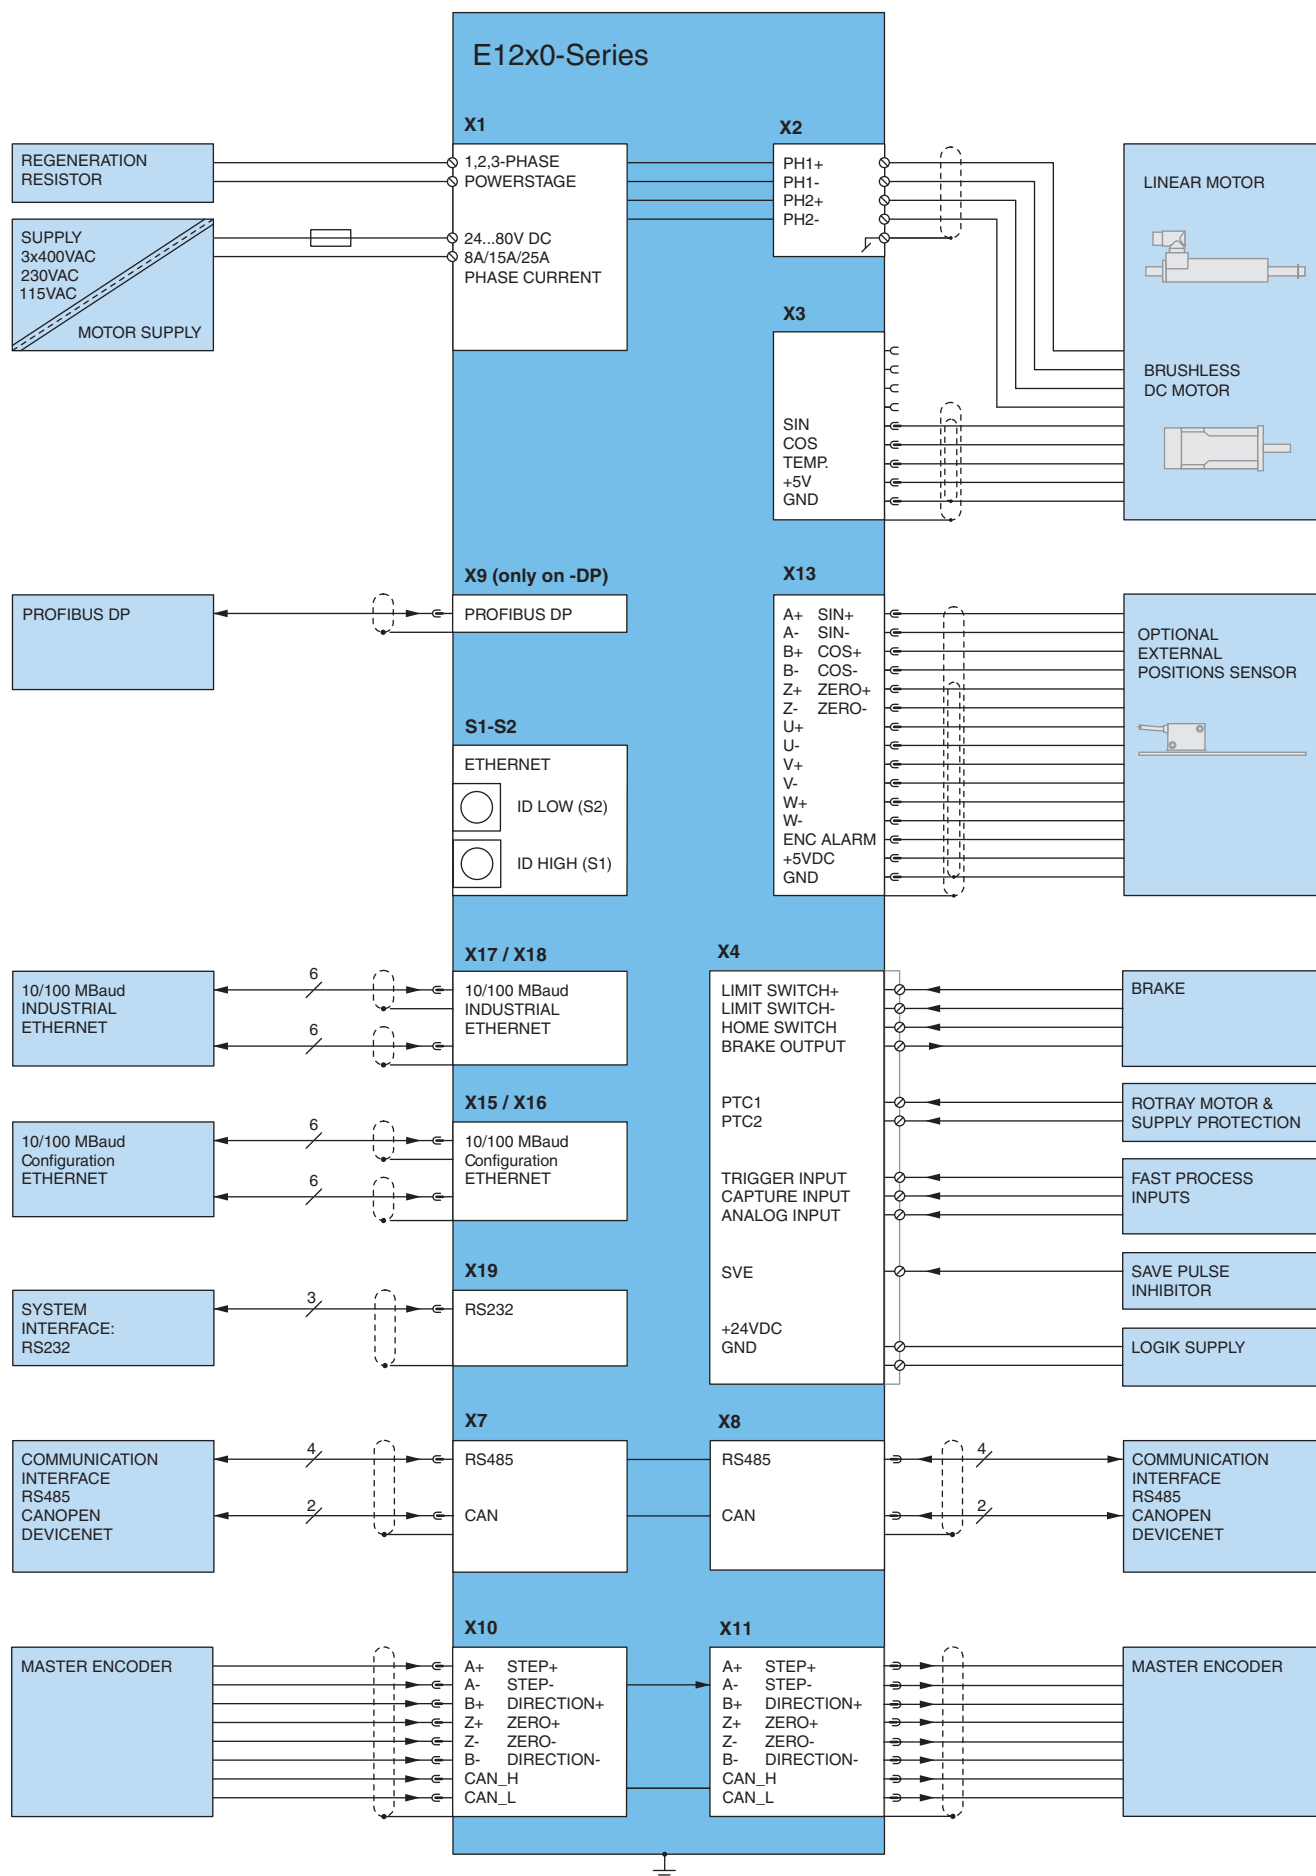 E12x0-Series
X1
REGENERATION
RESISTOR
1,2,3-PHASE
POWERSTAGE
SUPPLY
3x400VAC
230VAC
115VAC
MOTOR SUPPLY
24...80V DC
8A/15A/25A
PHASE CURRENT
X2
PH1+
PH1-
PH2+
PH2-
LINEAR MOTOR
BRUSHLESS
DC MOTOR
X3
SIN
COS
TEMP.
+5V
GND
X9 (only on -DP)
PROFIBUS DP
PROFIBUS DP
X13
A+ SIN+
A- SIN-
B+ COS+
B- COS-
Z+ ZERO+
Z- ZERO-
U+
U-
V+
V-
W+
W-
ENC ALARM
+5VDC
GND
OPTIONAL
EXTERNAL
POSITIONS SENSOR
S1-S2
ETHERNET
ID LOW (S2)
ID HIGH (S1)
X17 / X18
10/100 MBaud
INDUSTRIAL
ETHERNET
6
6
10/100 MBaud
INDUSTRIAL
ETHERNET
X15 / X16
10/100 MBaud
Configuration
ETHERNET
6
6
10/100 MBaud
Configuration
ETHERNET
X19
SYSTEM
INTERFACE:
RS232
3
RS232
X4
LIMIT SWITCH+
LIMIT SWITCH-
HOME SWITCH
BRAKE OUTPUT
PTC1
PTC2
TRIGGER INPUT
CAPTURE INPUT
ANALOG INPUT
SVE
+24VDC
GND
BRAKE
ROTRAY MOTOR &
SUPPLY PROTECTION
FAST PROCESS
INPUTS
SAVE PULSE
INHIBITOR
LOGIK SUPPLY
X7
COMMUNICATION
INTERFACE
RS485
CANOPEN
DEVICENET
4
2
RS485
CAN
X8
RS485
CAN
4
2
COMMUNICATION
INTERFACE
RS485
CANOPEN
DEVICENET
X10
MASTER ENCODER
A+ STEP+
A- STEP-
B+ DIRECTION+
Z+ ZERO+
Z- ZERO-
B- DIRECTION-
CAN_H
CAN_L
X11
A+ STEP+
A- STEP-
B+ DIRECTION+
Z+ ZERO+
Z- ZERO-
B- DIRECTION-
CAN_H
CAN_L
MASTER ENCODER